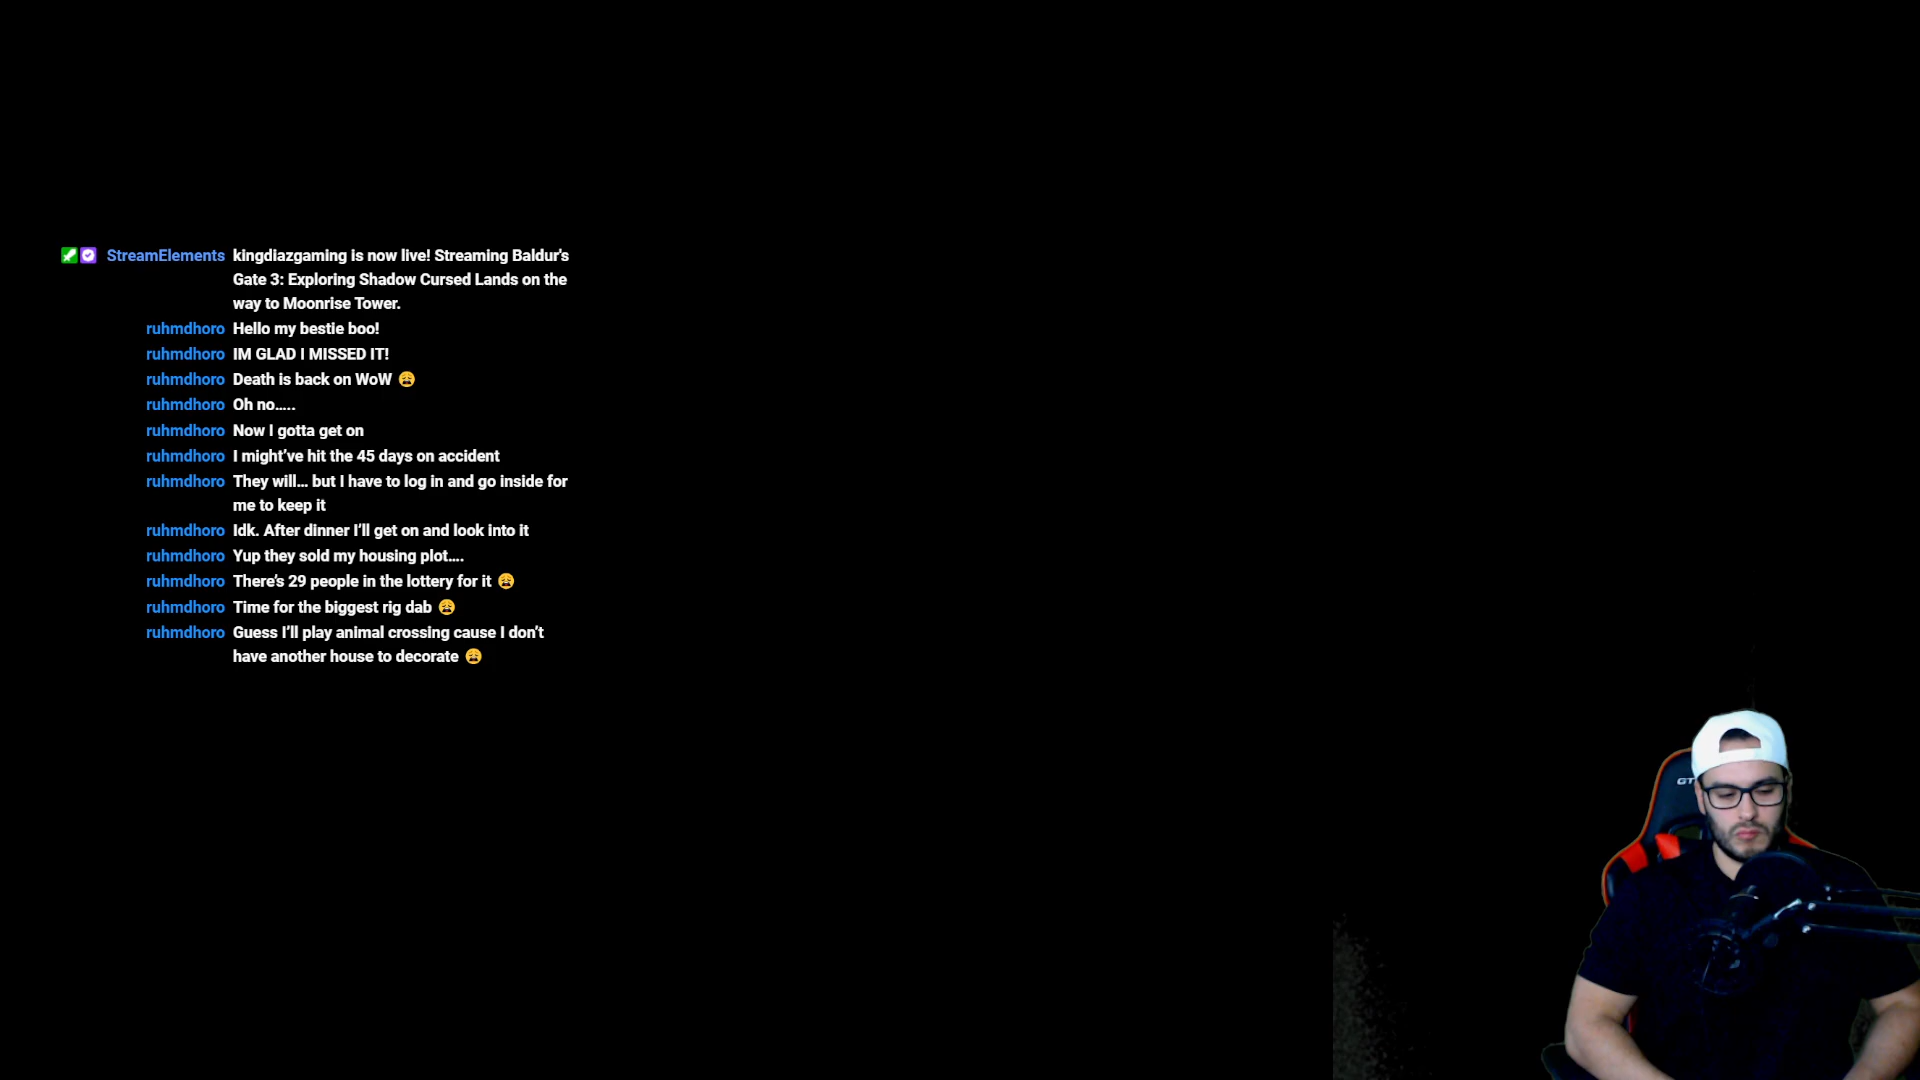 StreamElements kingdiazgaming is now live! Streaming Baldur's
Gate 3: Exploring Shadow Cursed Lands on the
way to Moonrise Tower.
ruhmdhoro Hello my bestie boo!
ruhmdhoro IM GLAD I MISSED IT!
ruhmdhoro Death is back on WoW 😩
ruhmdhoro Oh no.....
ruhmdhoro Now I gotta get on
ruhmdhoro I might’ve hit the 45 days on accident
ruhmdhoro They will... but I have to log in and go inside for
me to keep it
ruhmdhoro Idk. After dinner I’ll get on and look into it
ruhmdhoro Yup they sold my housing plot....
ruhmdhoro There’s 29 people in the lottery for it 😩
ruhmdhoro Time for the biggest rig dab 😩
ruhmdhoro Guess I’ll play animal crossing cause I don’t
have another house to decorate 😩
GT